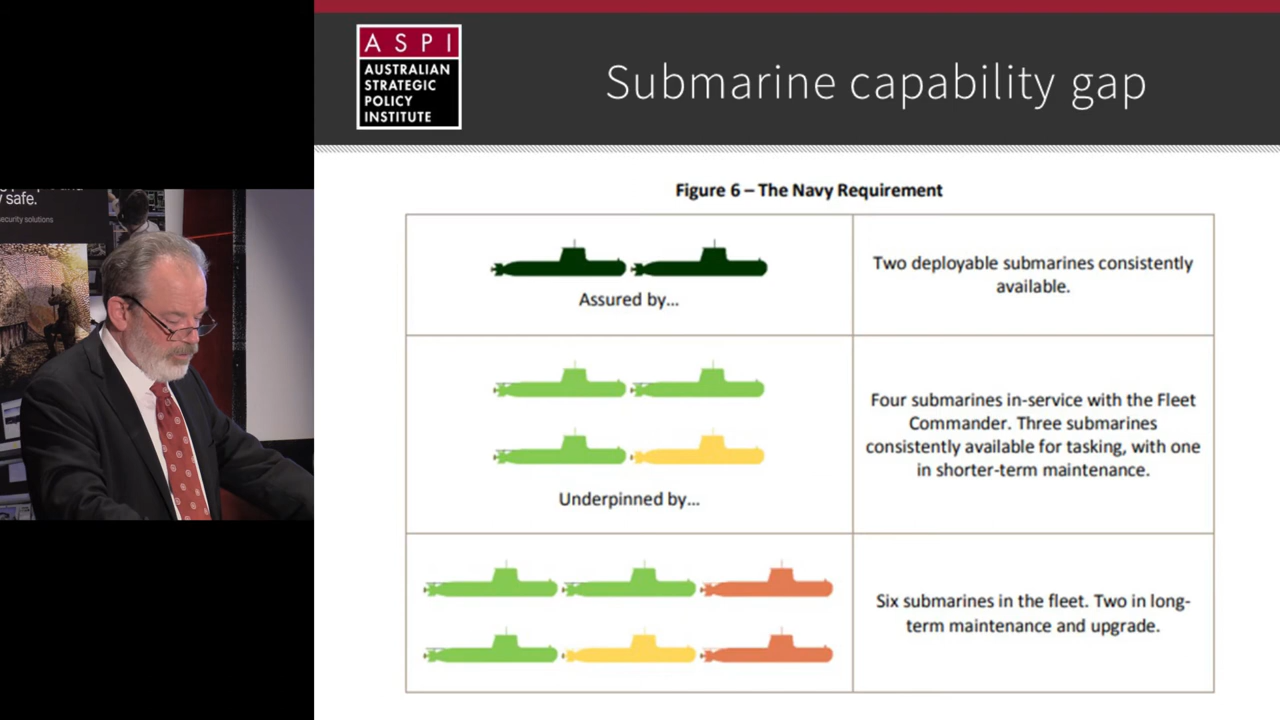 y safe.
ecurity solutions
ASPI
AUSTRALIAN
STRATEGIC
POLICY
INSTITUTE
Submarine capability gap
Figure 6 – The Navy Requirement
Assured by...
Two deployable submarines consistently
available.
Underpinned by...
Four submarines in-service with the Fleet
Commander. Three submarines
consistently available for tasking, with one
in shorter-term maintenance.
Six submarines in the fleet. Two in long-
term maintenance and upgrade.